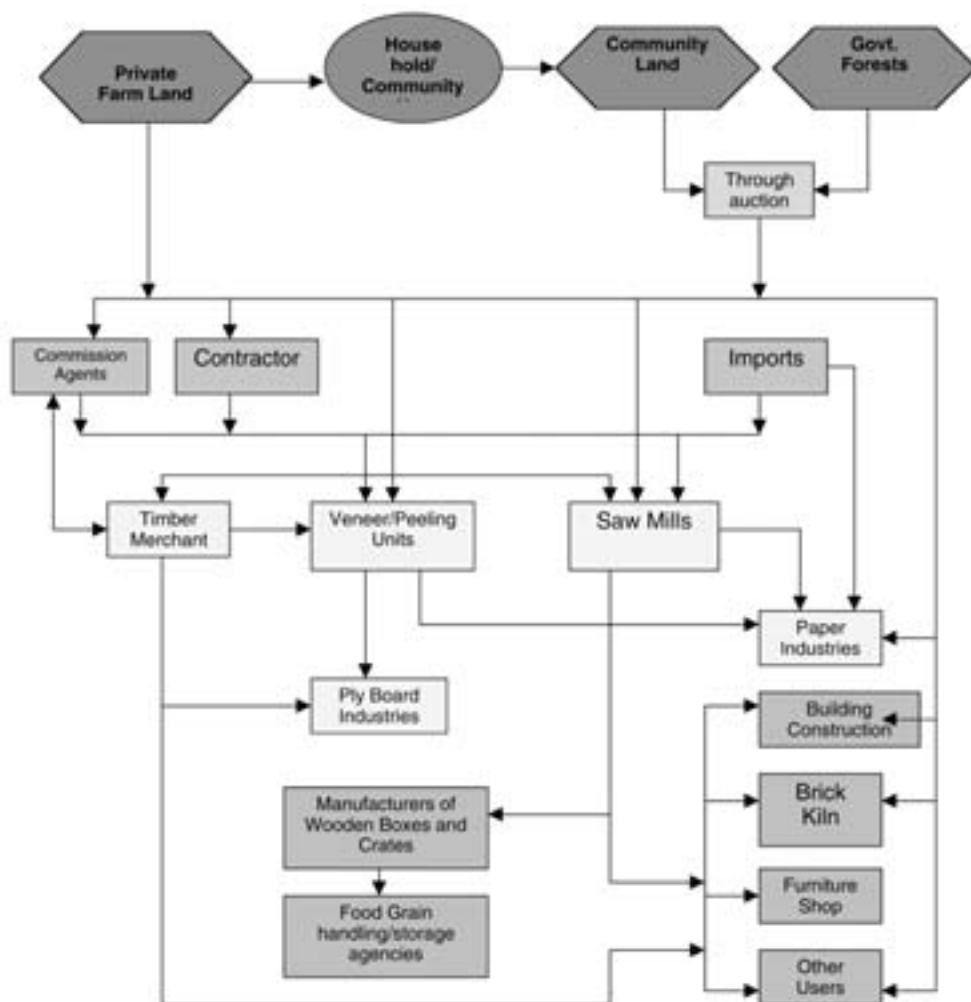 Private
Farm Land
House
hold/
Community
Community
Land
Govt.
Forests
Through
auction
Commission
Agents
Contractor
Imports
Timber
Merchant
Veneer/Peeling
Units
Saw Mills
Paper
Industries
Ply Board
Industries
Building
Construction
Manufacturers of
Wooden Boxes and
Crates
Brick
Kiln
Furniture
Shop
Food Grain
handling/storage
agencies
Other
Users